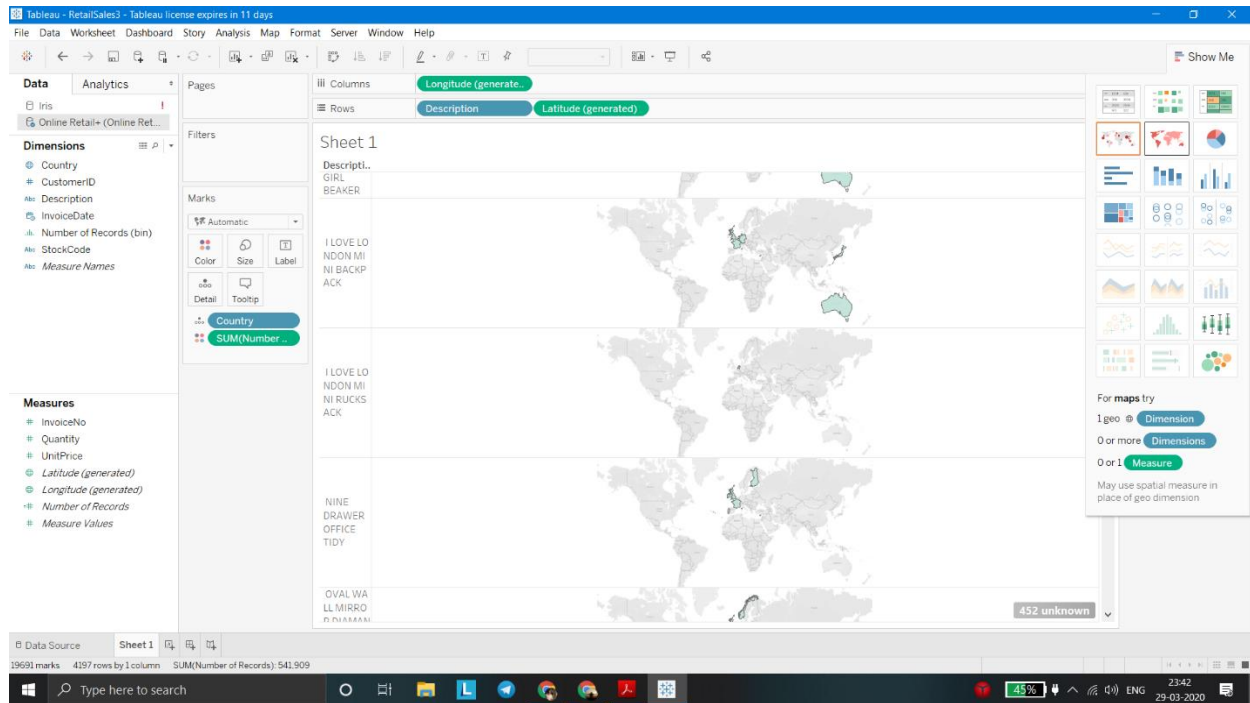 Tableau - RetailSales3 - Tableau license expires in 11 days
File Data Worksheet Dashboard Story Analysis Map Format Server Window Help
Show Me
Data Analytics
Pages
Columns
Longitude (generate..
Rows
Description
Latitude (generated)
Iris !
Online Retail+ (Online Ret...
Dimensions
Country
CustomerID
Abc Description
InvoiceDate
Number of Records (bin)
Abc StockCode
Abc Measure Names
Measures
InvoiceNo
Quantity
UnitPrice
Latitude (generated)
Longitude (generated)
Number of Records
Measure Values
Filters
Marks
Automatic
Color Size Label
Detail Tooltip
Country
SUM(Number ..
Sheet 1
Descripti..
GIRL
BEAKER
I LOVE LO
NDON MI
NI BACKP
ACK
I LOVE LO
NDON MI
NI RUCKS
ACK
NINE
DRAWER
OFFICE
TIDY
OVAL WA
LL MIRRO
R DIAMAN
452 unknown
For maps try
1 geo Dimension
0 or more Dimensions
0 or 1 Measure
May use spatial measure in
place of geo dimension
Data Source Sheet 1
19691 marks 4197 rows by 1 column SUM(Number of Records): 541.909
Type here to search
L
45%
ENG
23:42
29-03-2020